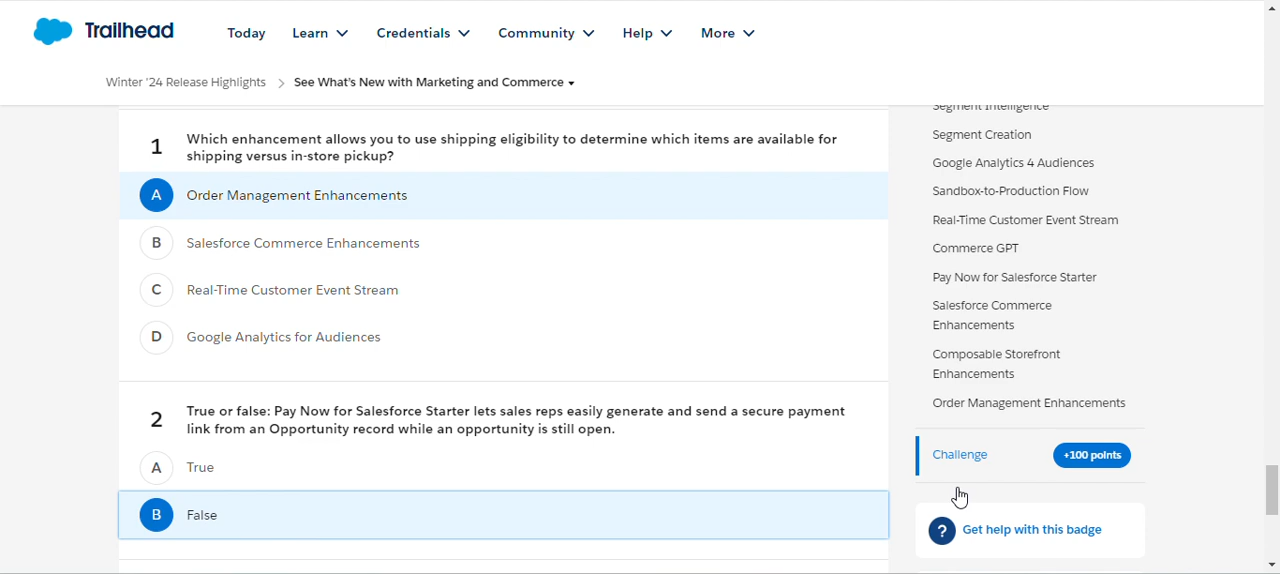 Trailhead
Today Learn Credentials Community Help More
Winter '24 Release Highlights > See What's New with Marketing and Commerce
1
Which enhancement allows you to use shipping eligibility to determine which items are available for
shipping versus in-store pickup?
A Order Management Enhancements
B Salesforce Commerce Enhancements
C Real-Time Customer Event Stream
D Google Analytics for Audiences
2
True or false: Pay Now for Salesforce Starter lets sales reps easily generate and send a secure payment
link from an Opportunity record while an opportunity is still open.
A True
B False
Segment Intelligence
Segment Creation
Google Analytics 4 Audiences
Sandbox-to-Production Flow
Real-Time Customer Event Stream
Commerce GPT
Pay Now for Salesforce Starter
Salesforce Commerce
Enhancements
Composable Storefront
Enhancements
Order Management Enhancements
Challenge +100 points
? Get help with this badge